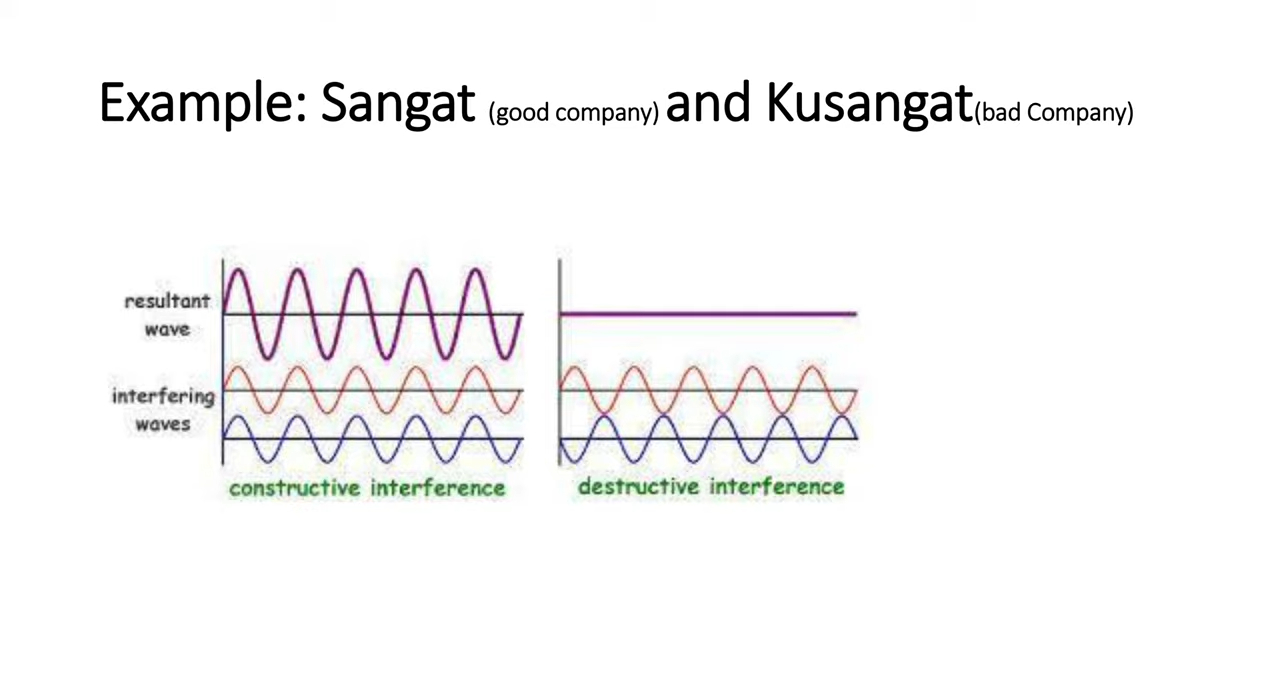 Example: Sangat (good company) and Kusangat(bad Company)
resultant
wave
interfering
waves
constructive interference
destructive interference